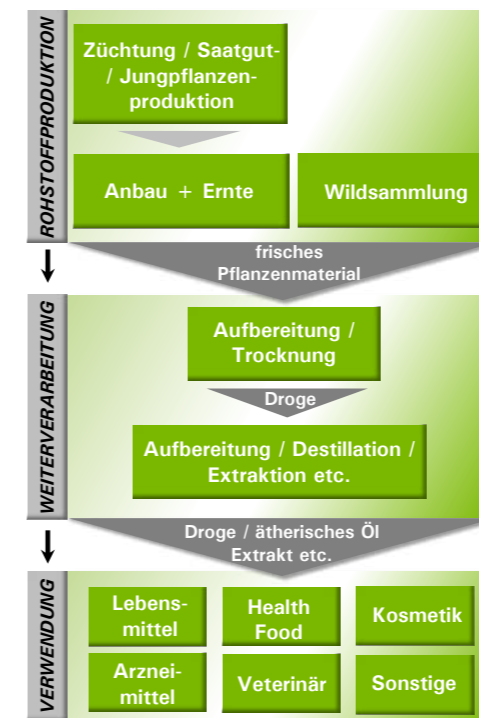 ROHSTOFFPRODUKTION
Züchtung / Saatgut-
/ Jungpflanzen-
produktion
Anbau + Ernte
Wildsammlung
frisches
Pflanzenmaterial
WEITERVERARBEITUNG
Aufbereitung /
Trocknung
Droge
Aufbereitung / Destillation /
Extraktion etc.
Droge / ätherisches Öl
Extrakt etc.
VERWENDUNG
Lebens-
mittel
Health
Food
Kosmetik
Arznei-
mittel
Veterinär
Sonstige